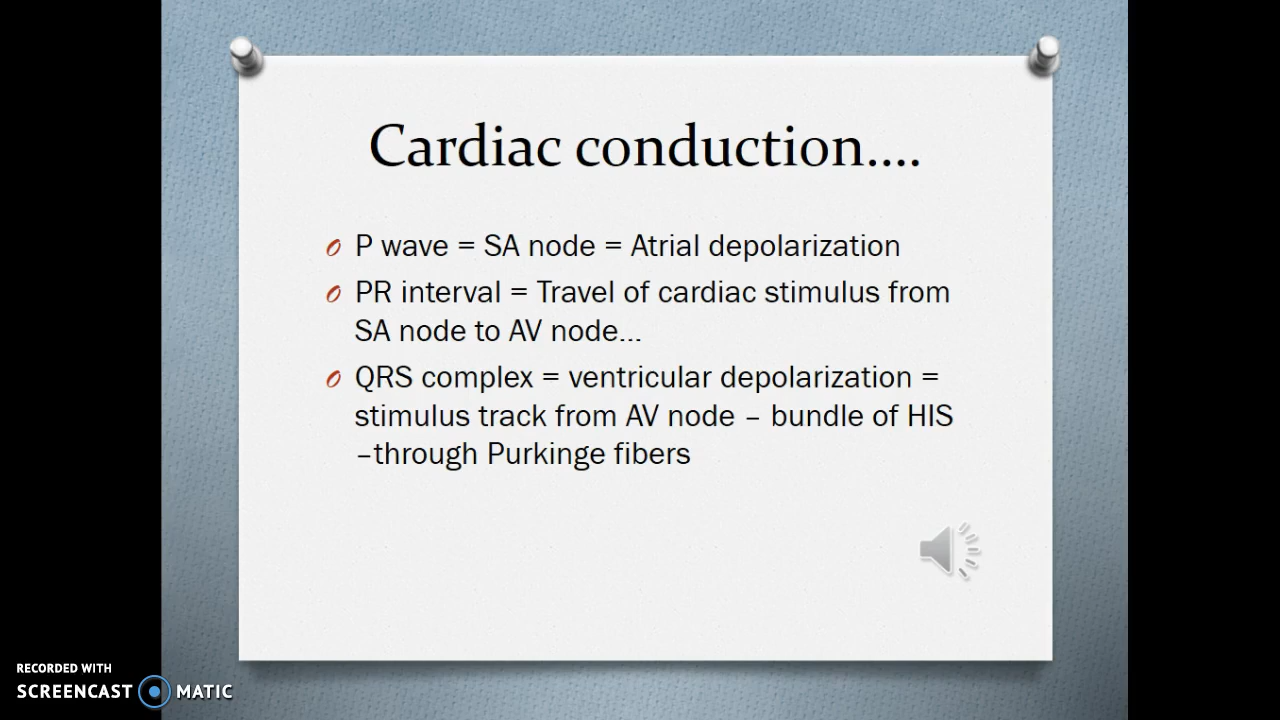 Cardiac conduction....
P wave = SA node = Atrial depolarization
PR interval = Travel of cardiac stimulus from
SA node to AV node...
QRS complex = ventricular depolarization =
stimulus track from AV node – bundle of HIS
–through Purkinge fibers
RECORDED WITH
SCREENCAST MATIC